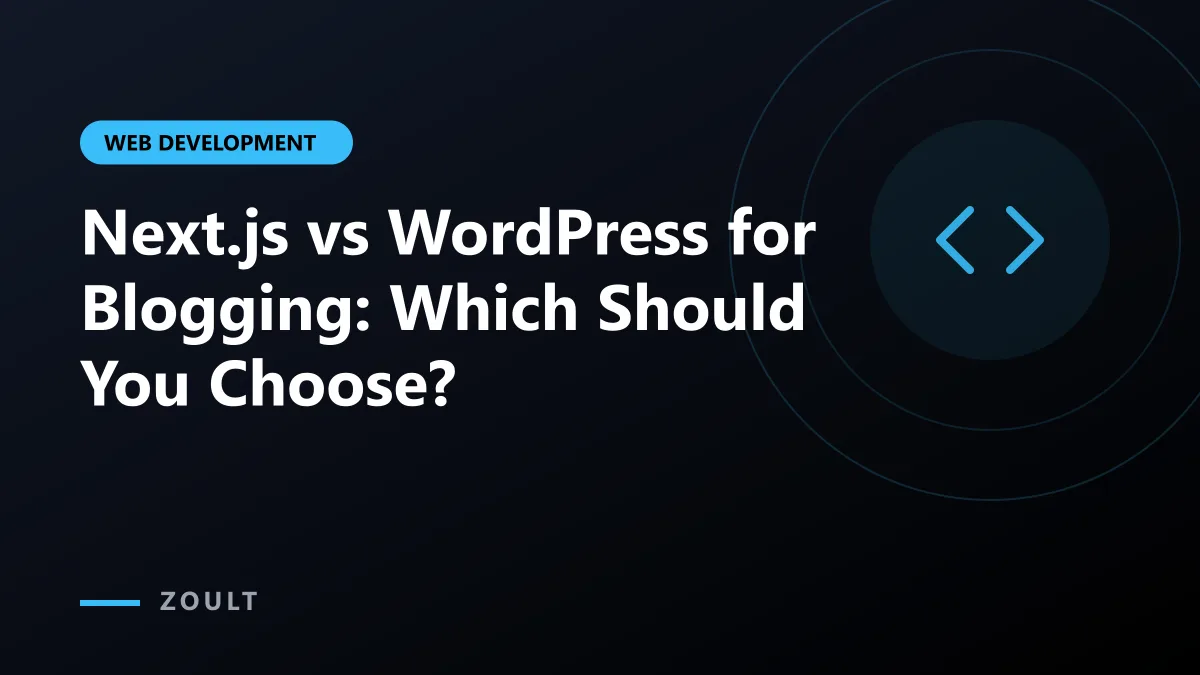 WEB DEVELOPMENT
Next.js vs WordPress for
Blogging: Which Should
You Choose?
ZOULT